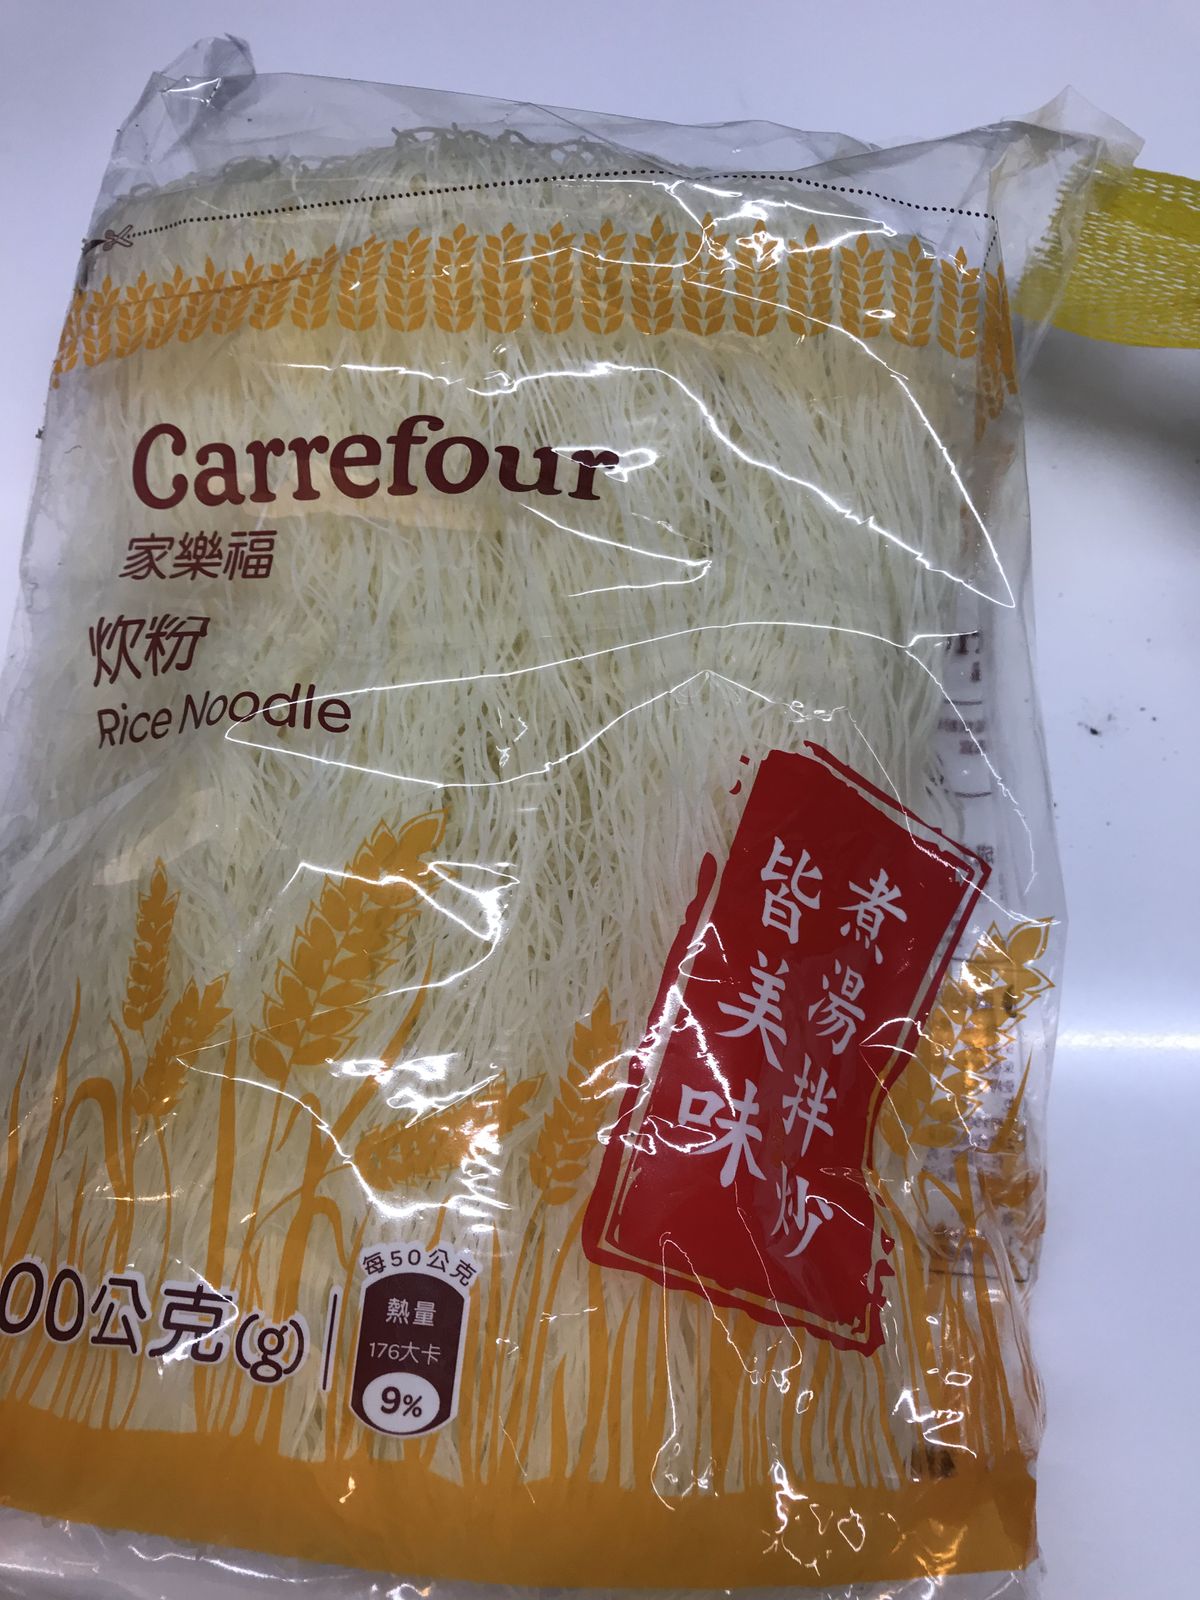 Carrefour
家樂福
炊粉
Rice Noodle
煮湯拌炒
皆美味
00公克(g)
每50公克
熱量
176大卡
9%